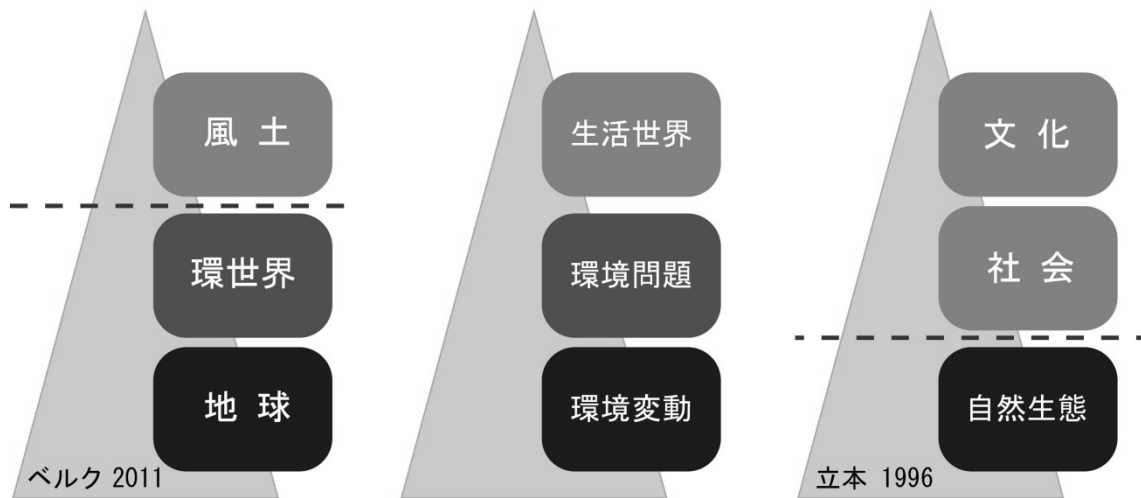 風 土
環世界
地 球
ベルク 2011
生活世界
環境問題
環境変動
文 化
社 会
自然生態
立本 1996